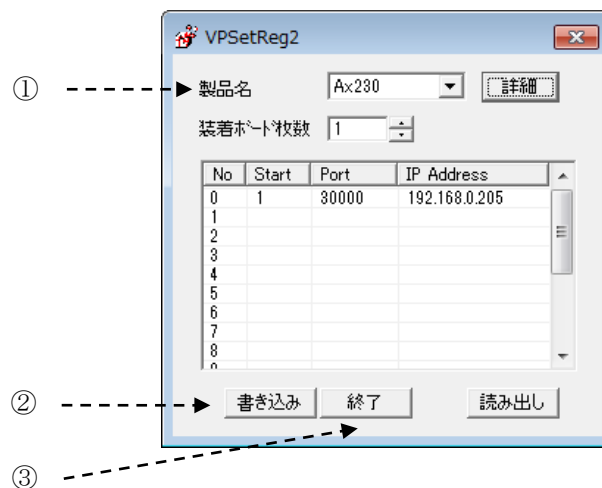 VPSetReg2
① 製品名 Ax230 詳細
装着ボード枚数 1
No Start Port IP Address
0 1 30000 192.168.0.205
1
2
3
4
5
6
7
8
② 書き込み 終了 読み出し
③